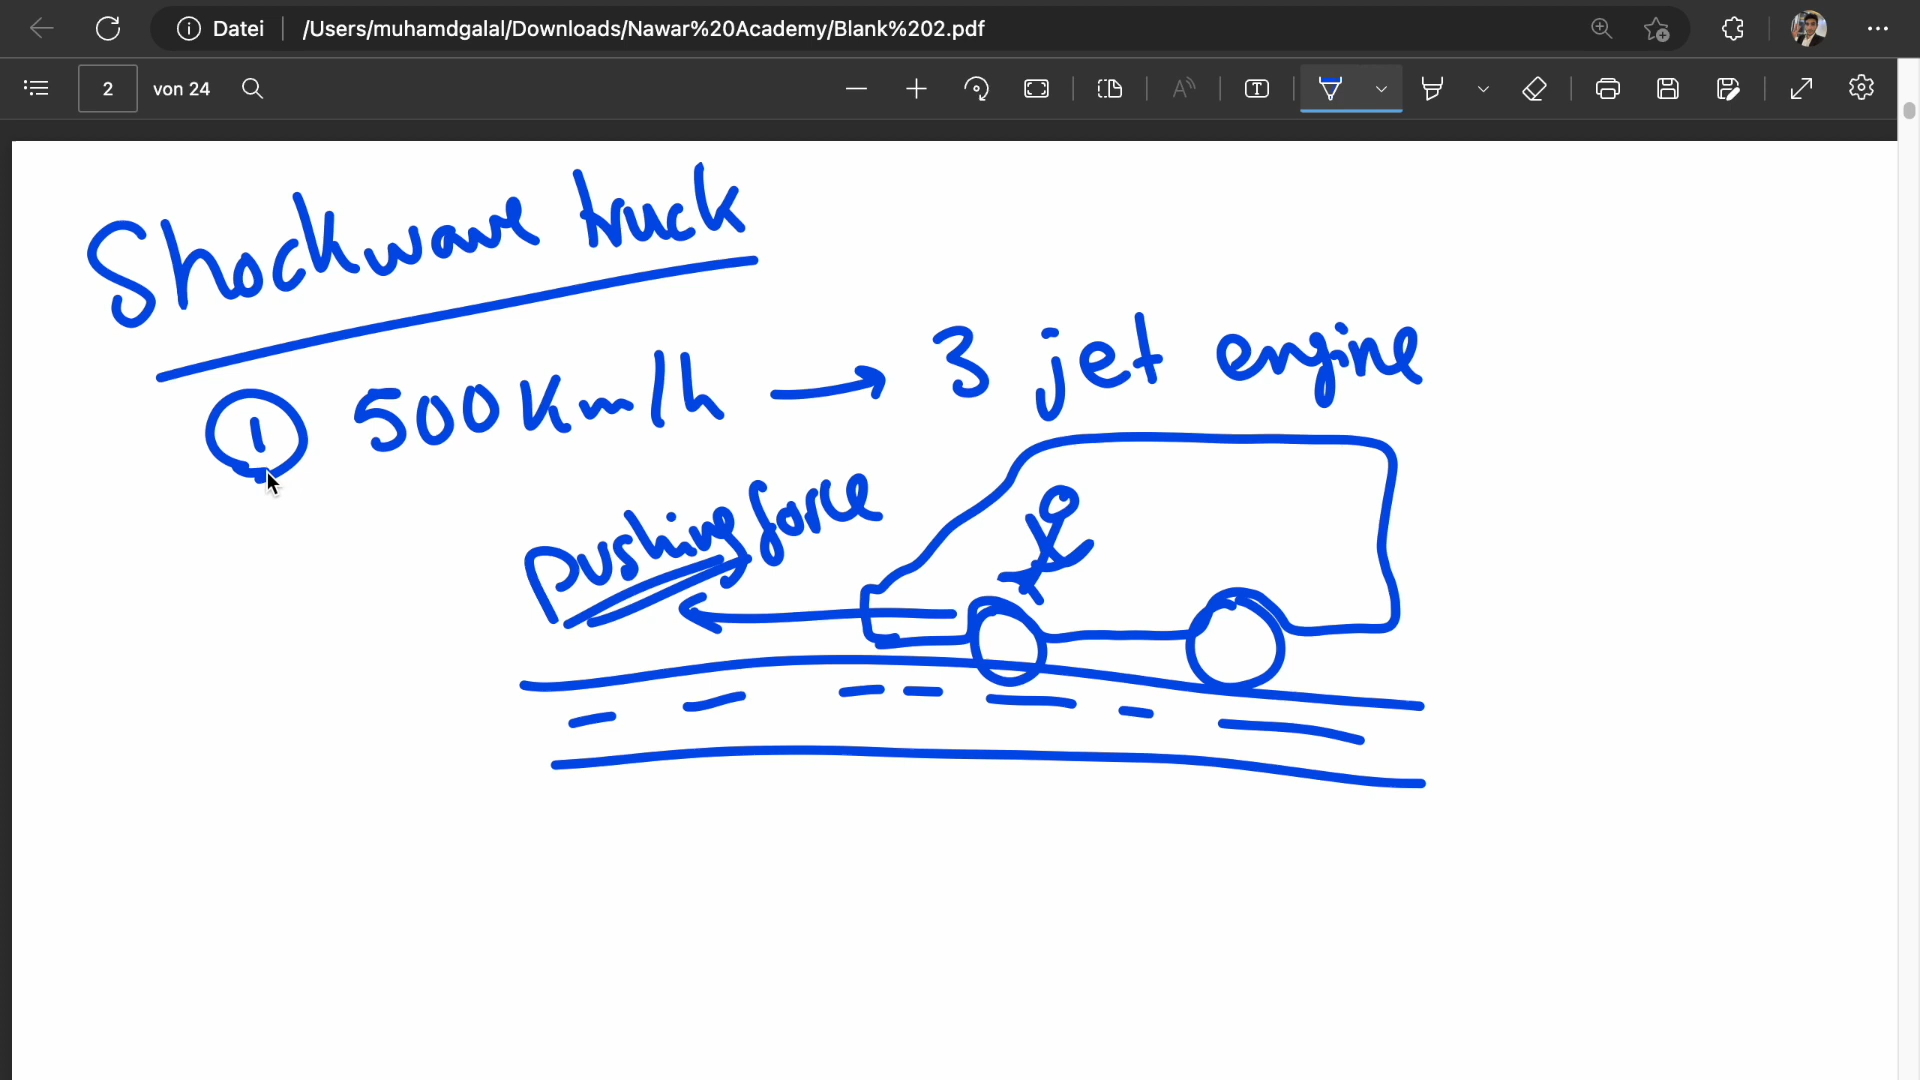 Datei /Users/muhamdgalal/Downloads/Nawar%20Academy/Blank%202.pdf
2 von 24
Shockwave truck
1 500 Km/h → 3 jet engine
pushing force